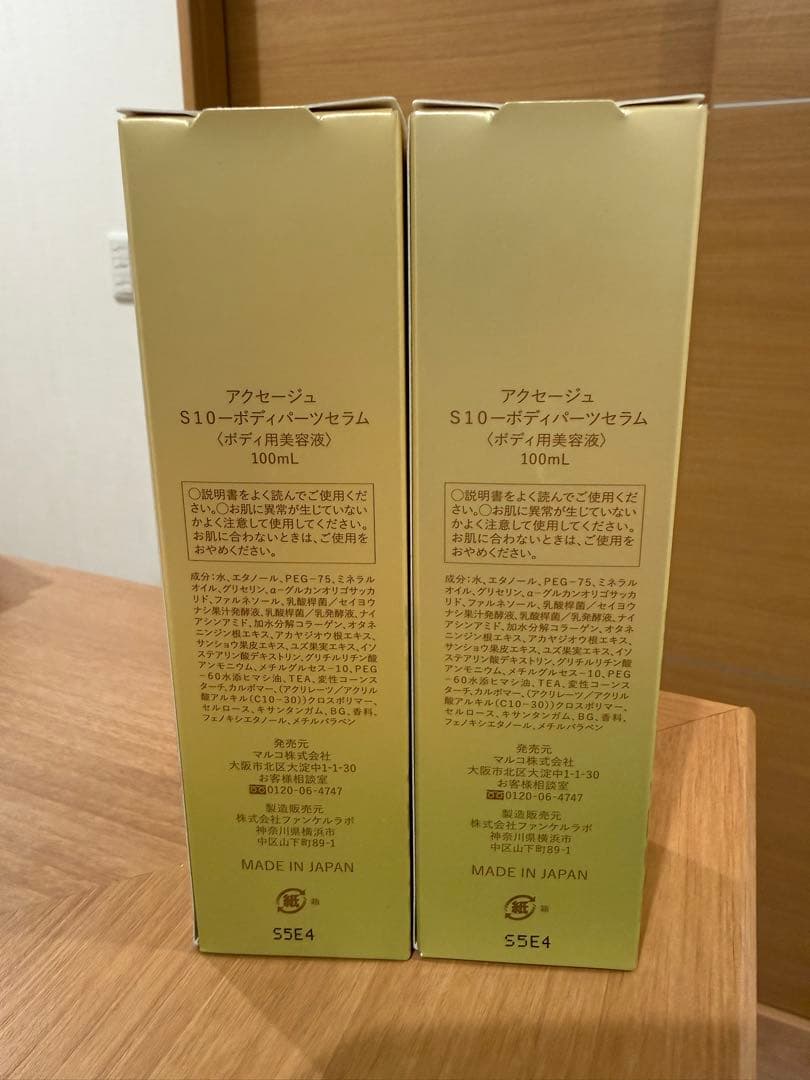 アクセージュ
S10ーボディパーツセラム
〈ボディ用美容液〉
100mL
○説明書をよく読んでご使用くだ
さい。○お肌に異常が生じていない
かよく注意して使用してください。
お肌に合わないときは、ご使用を
おやめください。
成分:水、エタノール、PEG-75、ミネラル
オイル、グリセリン、α-グルカンオリゴサッカ
リド、ファルネソール、乳酸桿菌/セイヨウ
ナシ果汁発酵液、乳酸桿菌/乳発酵液、ナイ
アシンアミド、加水分解コラーゲン、オタネ
ニンジン根エキス、アカヤジオウ根エキス、
サンショウ果皮エキス、ユズ果実エキス、イソ
ステアリン酸デキストリン、グリチルリチン酸
アンモニウム、メチルグルセス-10、PEG
-60水添ヒマシ油、TEA、変性コーンス
ターチ、カルボマー、(アクリレーツ/アクリル
酸アルキル(C10-30))クロスポリマー、
セルロース、キサンタンガム、BG、香料、
フェノキシエタノール、メチルパラベン
発売元
マルコ株式会社
大阪市北区大淀中1-1-30
お客様相談室
0120-06-4747
製造販売元
株式会社ファンケルラボ
神奈川県横浜市
中区山下町89-1
MADE IN JAPAN
紙 箱
S5E4
アクセージュ
S10ーボディパーツセラム
〈ボディ用美容液〉
100mL
○説明書をよく読んでご使用くだ
さい。○お肌に異常が生じていない
かよく注意して使用してください。
お肌に合わないときは、ご使用を
おやめください。
成分:水、エタノール、PEG-75、ミネラル
オイル、グリセリン、α-グルカンオリゴサッカ
リド、ファルネソール、乳酸桿菌/セイヨウ
ナシ果汁発酵液、乳酸桿菌/乳発酵液、ナイ
アシンアミド、加水分解コラーゲン、オタネ
ニンジン根エキス、アカヤジオウ根エキス、
サンショウ果皮エキス、ユズ果実エキス、イソ
ステアリン酸デキストリン、グリチルリチン酸
アンモニウム、メチルグルセス-10、PEG
-60水添ヒマシ油、TEA、変性コーンス
ターチ、カルボマー、(アクリレーツ/アクリル
酸アルキル(C10-30))クロスポリマー、
セルロース、キサンタンガム、BG、香料、
フェノキシエタノール、メチルパラベン
発売元
マルコ株式会社
大阪市北区大淀中1-1-30
お客様相談室
0120-06-4747
製造販売元
株式会社ファンケルラボ
神奈川県横浜市
中区山下町89-1
MADE IN JAPAN
紙 箱
S5E4